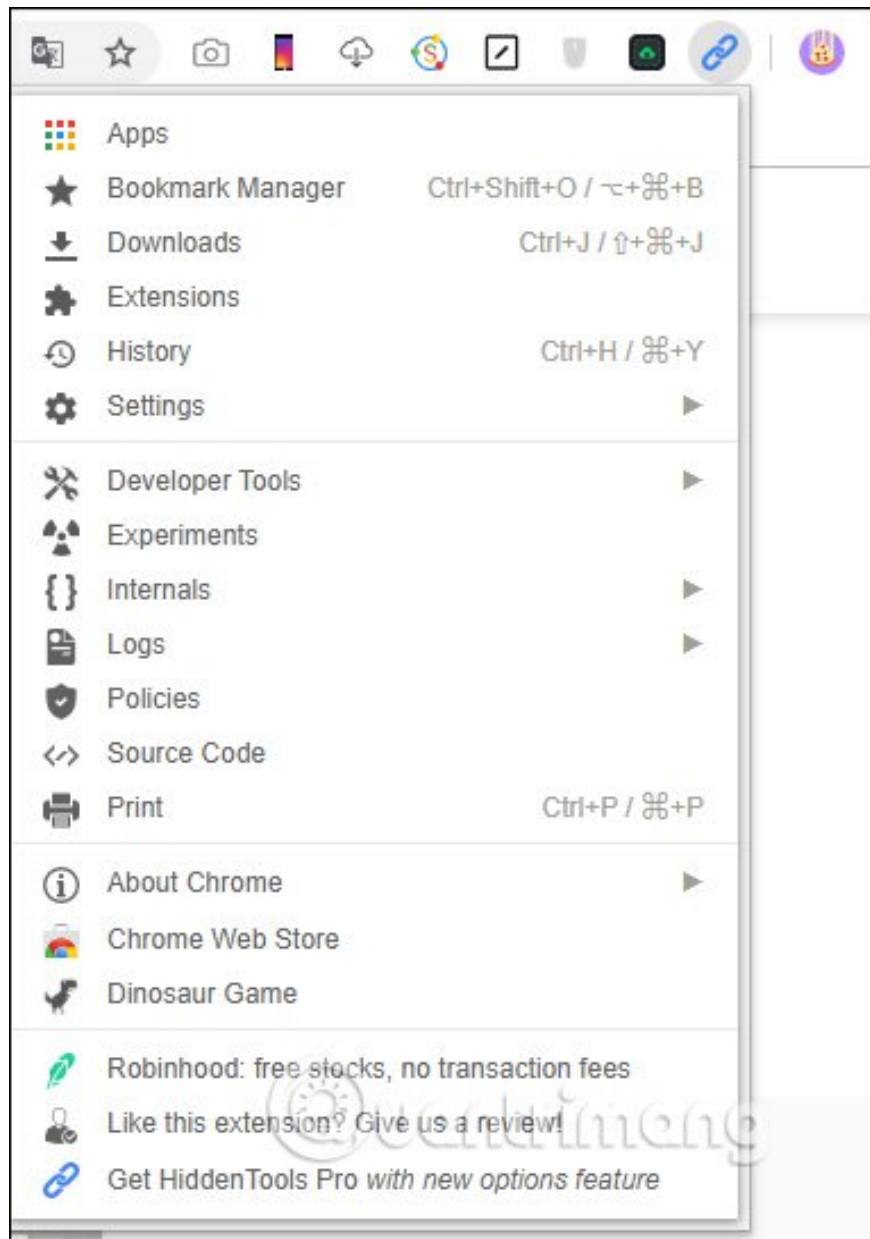 Apps
Bookmark Manager Ctrl+Shift+O / ⌥+⌘+B
Downloads Ctrl+J / ⇧+⌘+J
Extensions
History Ctrl+H / ⌘+Y
Settings
Developer Tools
Experiments
Internals
Logs
Policies
Source Code
Print Ctrl+P / ⌘+P
About Chrome
Chrome Web Store
Dinosaur Game
Robinhood: free stocks, no transaction fees
Like this extension? Give us a review!
Quantrimang
Get HiddenTools Pro with new options feature